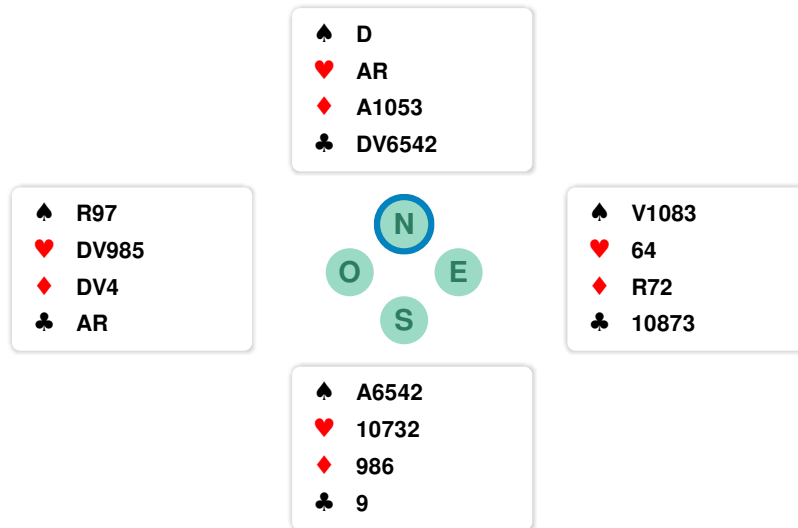 ♠ D
♥ AR
♦ A1053
♣ DV6542
♠ R97
♥ DV985
♦ DV4
♣ AR
N
O E
S
♠ V1083
♥ 64
♦ R72
♣ 10873
♠ A6542
♥ 10732
♦ 986
♣ 9